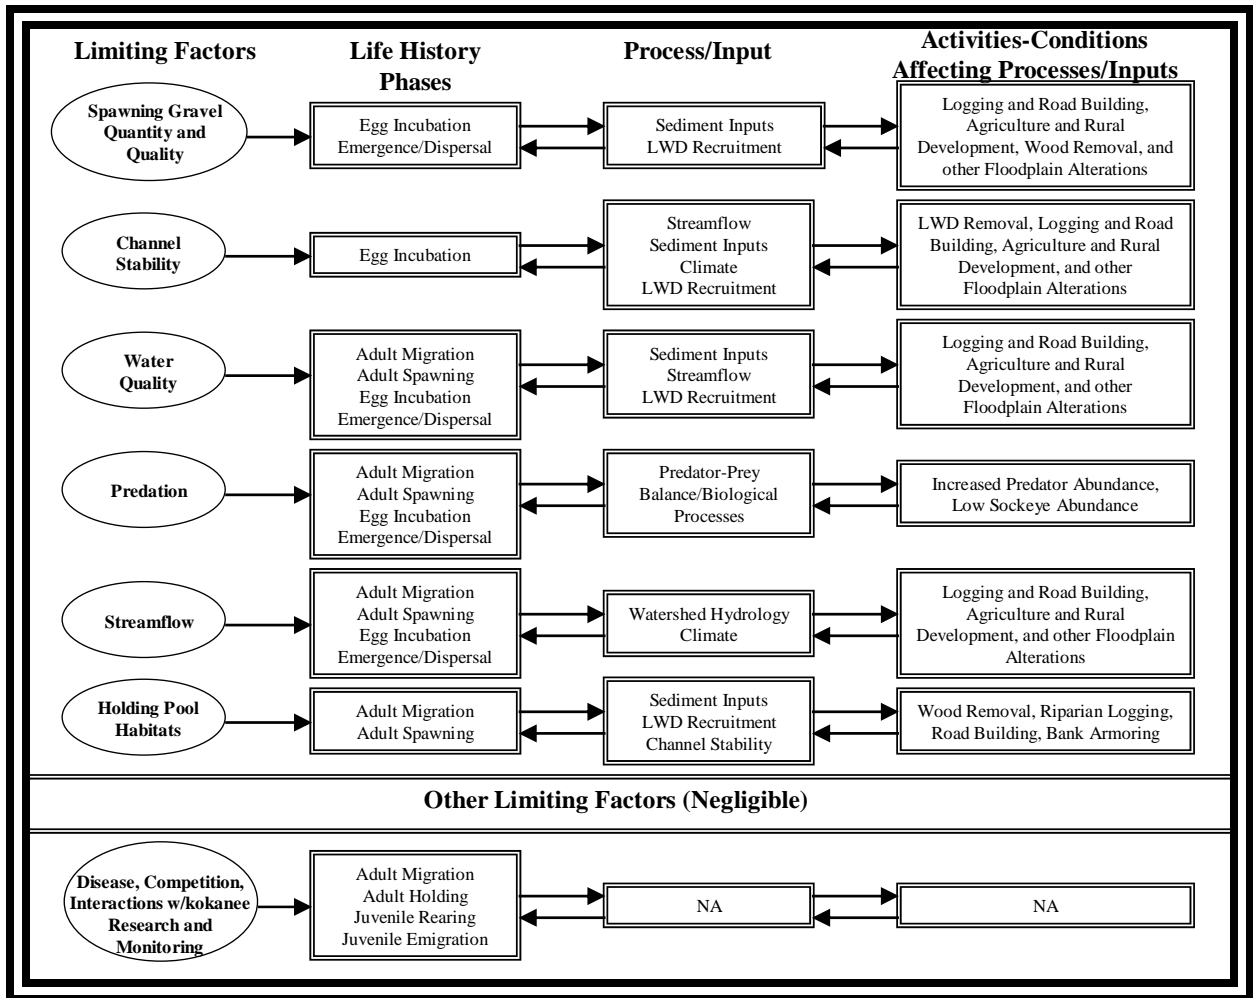 Limiting Factors
Life History
Phases
Process/Input
Activities-Conditions
Affecting Processes/Inputs
Spawning Gravel
Quantity and
Quality
Egg Incubation
Emergence/Dispersal
Sediment Inputs
LWD Recruitment
Logging and Road Building,
Agriculture and Rural
Development, Wood Removal, and
other Floodplain Alterations
Channel
Stability
Egg Incubation
Streamflow
Sediment Inputs
Climate
LWD Recruitment
LWD Removal, Logging and Road
Building, Agriculture and Rural
Development, and other
Floodplain Alterations
Water
Quality
Adult Migration
Adult Spawning
Egg Incubation
Emergence/Dispersal
Sediment Inputs
Streamflow
LWD Recruitment
Logging and Road Building,
Agriculture and Rural
Development, and other
Floodplain Alterations
Predation
Adult Migration
Adult Spawning
Egg Incubation
Emergence/Dispersal
Predator-Prey
Balance/Biological
Processes
Increased Predator Abundance,
Low Sockeye Abundance
Streamflow
Adult Migration
Adult Spawning
Egg Incubation
Emergence/Dispersal
Watershed Hydrology
Climate
Logging and Road Building,
Agriculture and Rural
Development, and other Floodplain
Alterations
Holding Pool
Habitats
Adult Migration
Adult Spawning
Sediment Inputs
LWD Recruitment
Channel Stability
Wood Removal, Riparian Logging,
Road Building, Bank Armoring
Other Limiting Factors (Negligible)
Disease, Competition,
Interactions w/kokanee
Research and
Monitoring
Adult Migration
Adult Holding
Juvenile Rearing
Juvenile Emigration
NA
NA